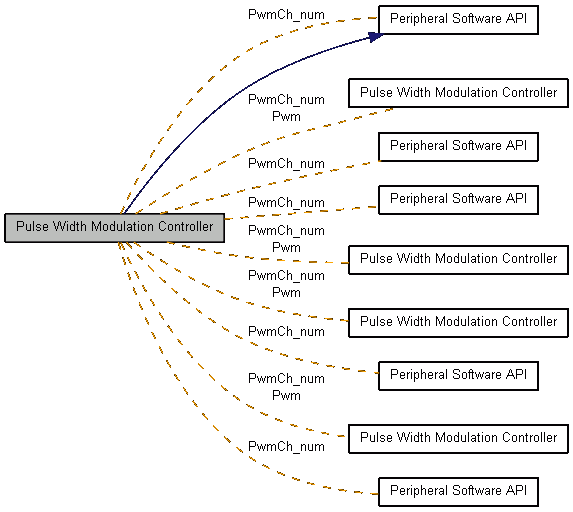 PwmCh_num
Peripheral Software API
PwmCh_num
Pwm
Pulse Width Modulation Controller
PwmCh_num
Peripheral Software API
PwmCh_num
Peripheral Software API
Pulse Width Modulation Controller
PwmCh_num
Pwm
Pulse Width Modulation Controller
PwmCh_num
Pwm
Pulse Width Modulation Controller
PwmCh_num
Peripheral Software API
PwmCh_num
Pwm
Pulse Width Modulation Controller
PwmCh_num
Peripheral Software API